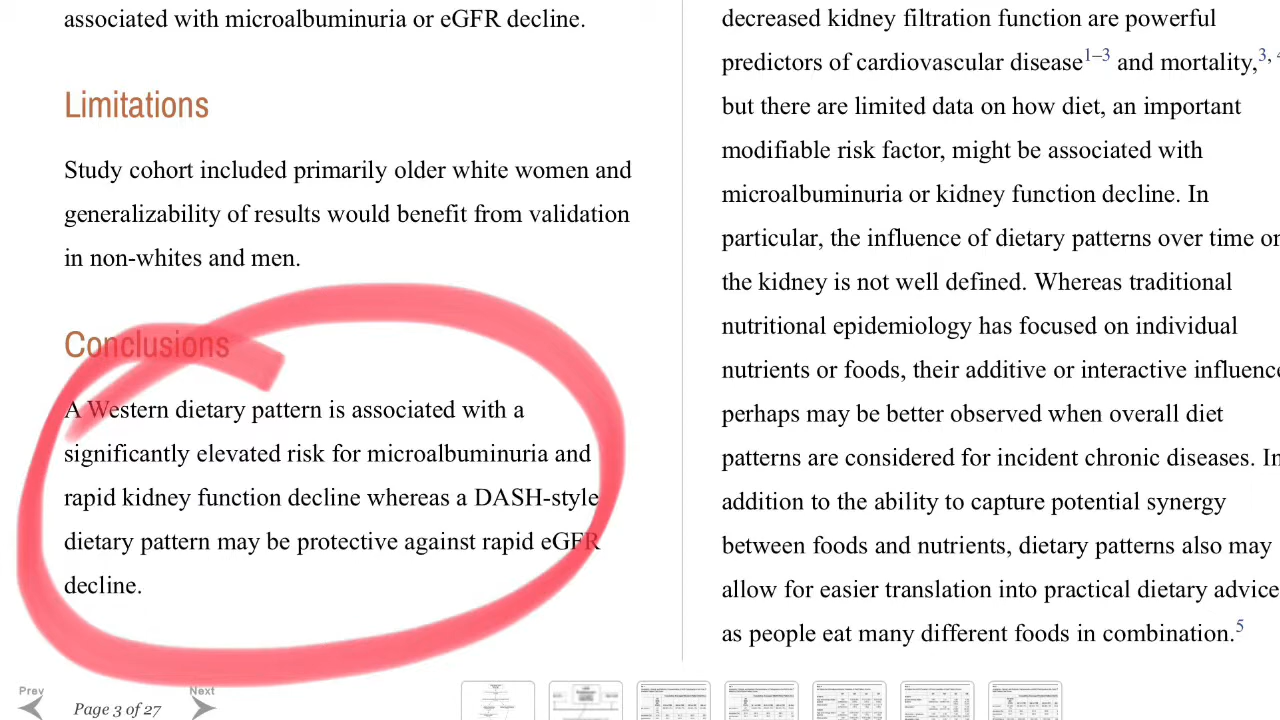 associated with microalbuminuria or eGFR decline.
Limitations
Study cohort included primarily older white women and
generalizability of results would benefit from validation
in non-whites and men.
Conclusions
A Western dietary pattern is associated with a
significantly elevated risk for microalbuminuria and
rapid kidney function decline whereas a DASH-style
dietary pattern may be protective against rapid eGFR
decline.
decreased kidney filtration function are powerful
predictors of cardiovascular disease1–3 and mortality,3, 4
but there are limited data on how diet, an important
modifiable risk factor, might be associated with
microalbuminuria or kidney function decline. In
particular, the influence of dietary patterns over time on
the kidney is not well defined. Whereas traditional
nutritional epidemiology has focused on individual
nutrients or foods, their additive or interactive influence
perhaps may be better observed when overall diet
patterns are considered for incident chronic diseases. In
addition to the ability to capture potential synergy
between foods and nutrients, dietary patterns also may
allow for easier translation into practical dietary advice
as people eat many different foods in combination.5
Prev
Next
Page 2 of 27